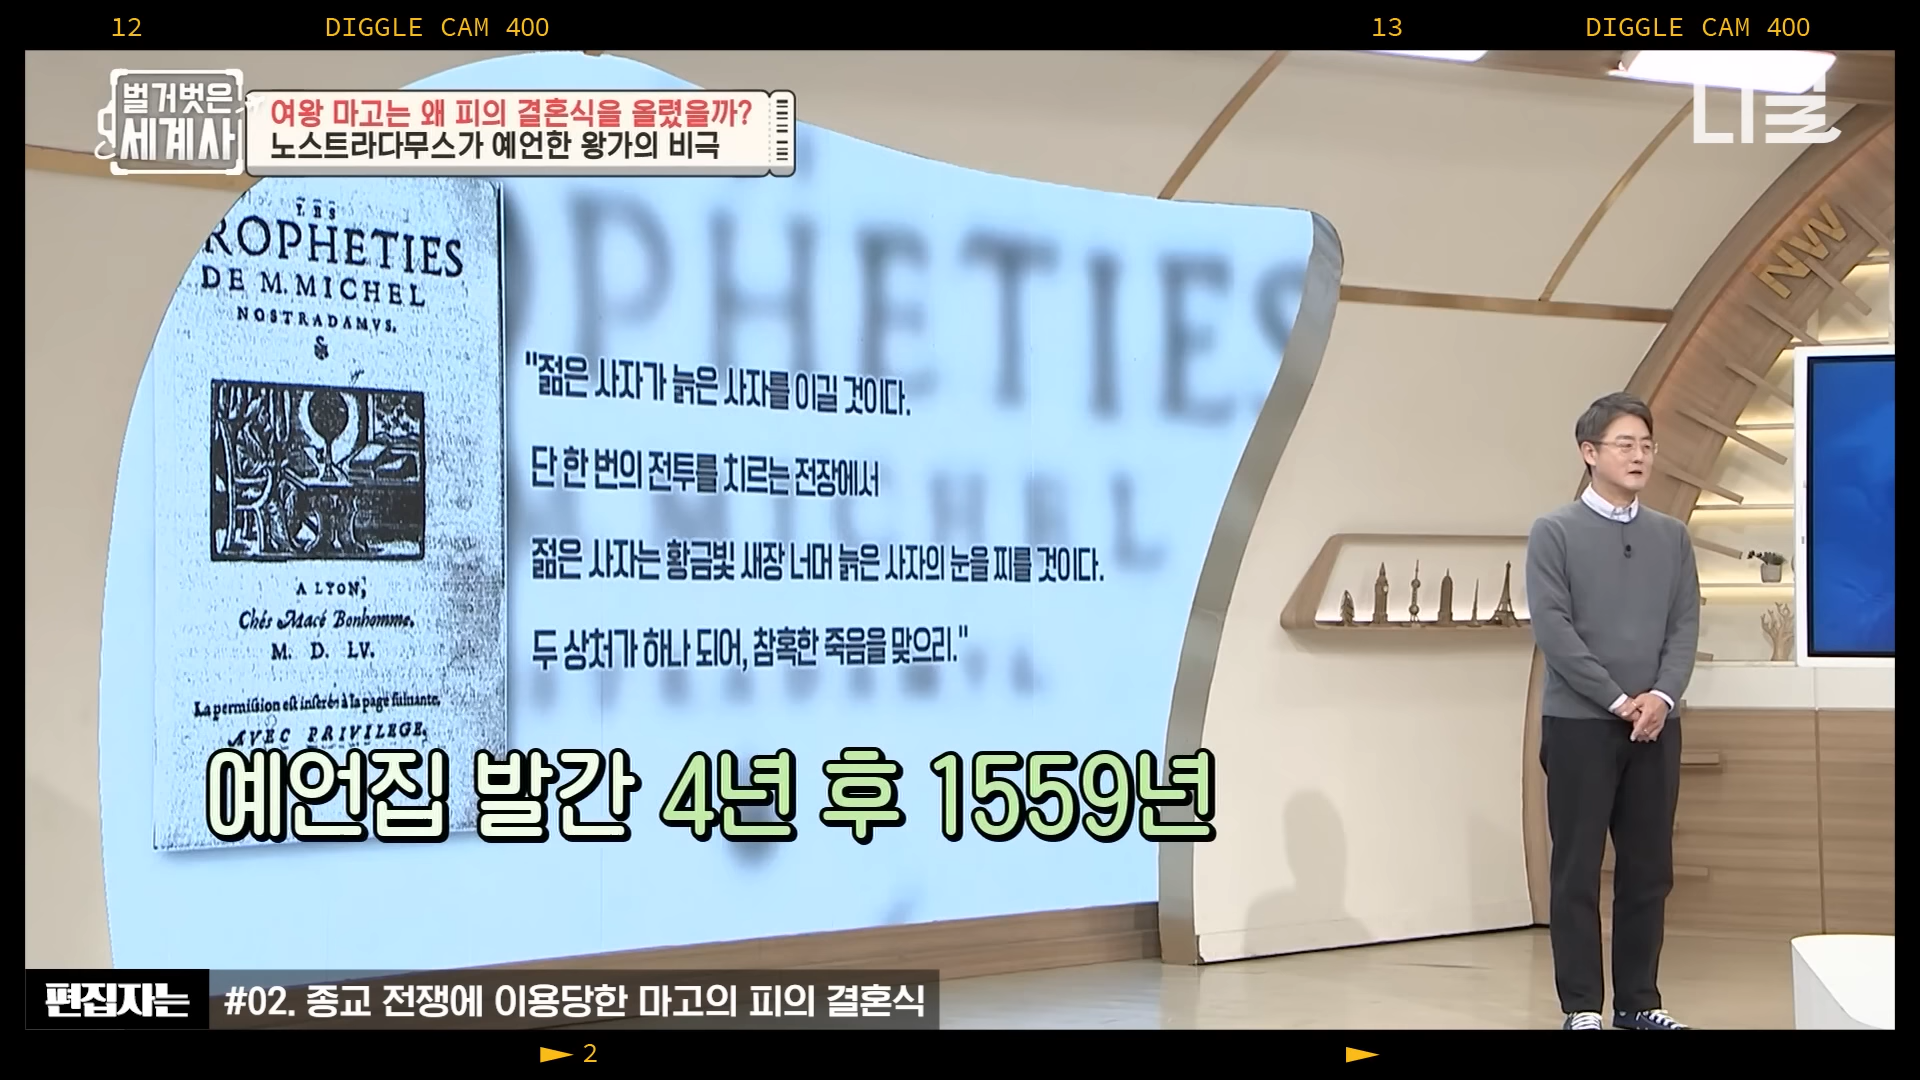 12 DIGGLE CAM 400 13 DIGGLE CAM 400
벌거벗은
세계사
여왕 마고는 왜 피의 결혼식을 올렸을까?
노스트라다무스가 예언한 왕가의 비극
디글
NW
LES
ROPHETIES
DE M. MICHEL
NOSTRADAMVS.
A LYON,
Chés Macé Bonhomme.
M. D. LV.
La permission est inserée à la page suiuante.
AVEC PRIVILEGE.
OPHETIES
MICHEL
"젊은 사자가 늙은 사자를 이길 것이다.
단 한 번의 전투를 치르는 전장에서
젊은 사자는 황금빛 새장 너머 늙은 사자의 눈을 찌를 것이다.
두 상처가 하나 되어, 참혹한 죽음을 맞으리."
예언집 발간 4년 후 1559년
편집자는 #02. 종교 전쟁에 이용당한 마고의 피의 결혼식
2